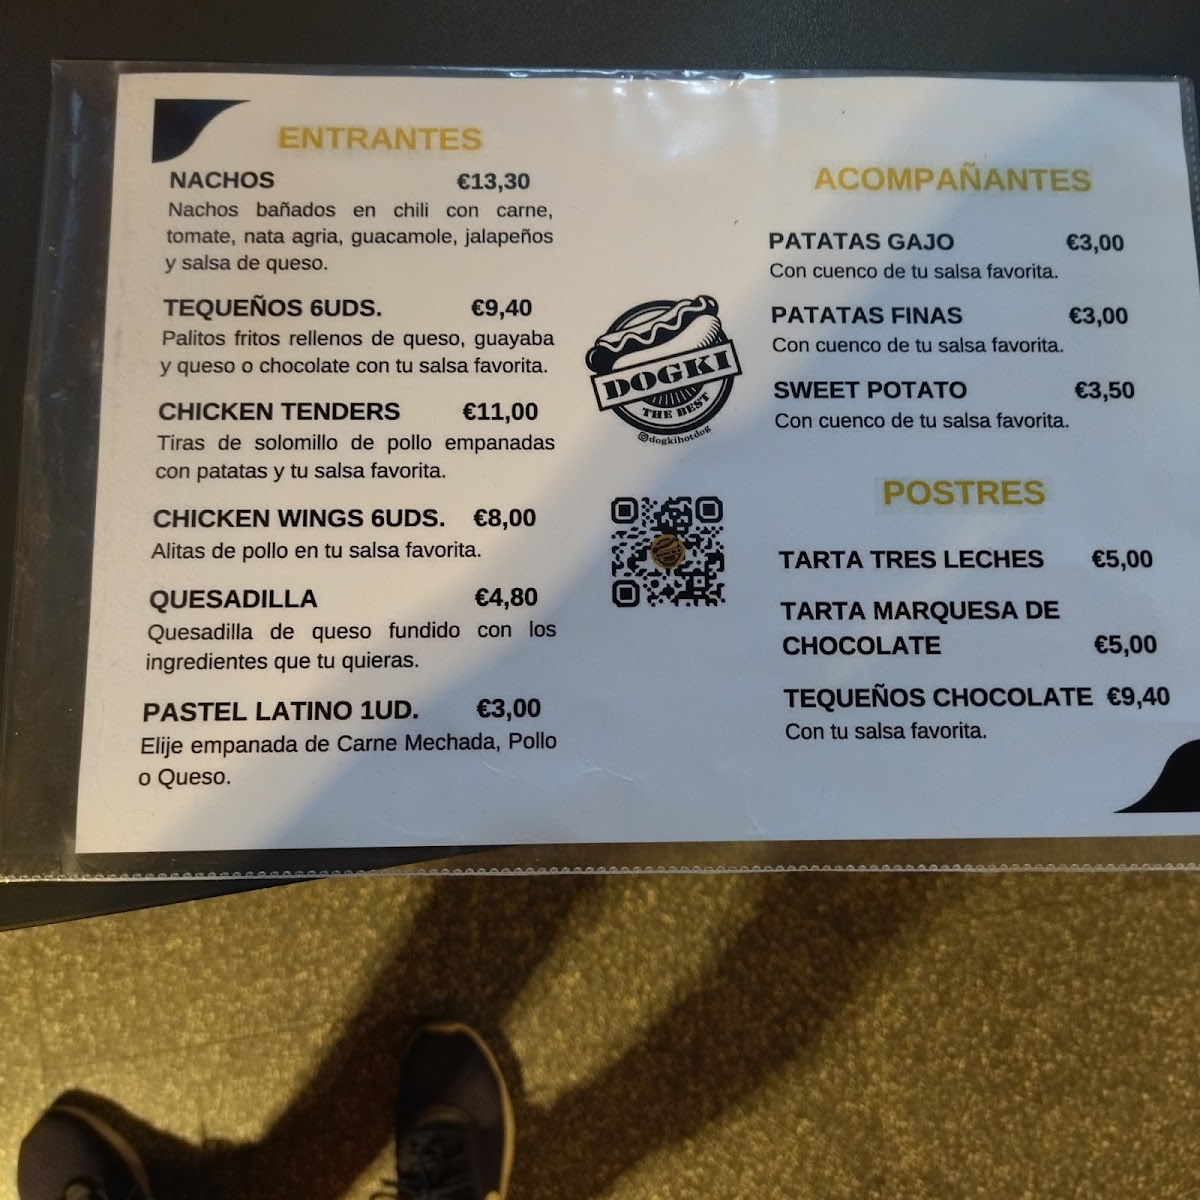 ENTRANTES
NACHOS €13,30
Nachos bañados en chili con carne,
tomate, nata agria, guacamole, jalapeños
y salsa de queso.
TEQUEÑOS 6UDS. €9,40
Palitos fritos rellenos de queso, guayaba
y queso o chocolate con tu salsa favorita.
CHICKEN TENDERS €11,00
Tiras de solomillo de pollo empanadas
con patatas y tu salsa favorita.
CHICKEN WINGS 6UDS. €8,00
Alitas de pollo en tu salsa favorita.
QUESADILLA €4,80
Quesadilla de queso fundido con los
ingredientes que tu quieras.
PASTEL LATINO 1UD. €3,00
Elije empanada de Carne Mechada, Pollo
o Queso.
DOGKI
THE BEST
@dogkihotdog
DOGKI
ACOMPAÑANTES
PATATAS GAJO €3,00
Con cuenco de tu salsa favorita.
PATATAS FINAS €3,00
Con cuenco de tu salsa favorita.
SWEET POTATO €3,50
Con cuenco de tu salsa favorita.
POSTRES
TARTA TRES LECHES €5,00
TARTA MARQUESA DE
CHOCOLATE €5,00
TEQUEÑOS CHOCOLATE €9,40
Con tu salsa favorita.